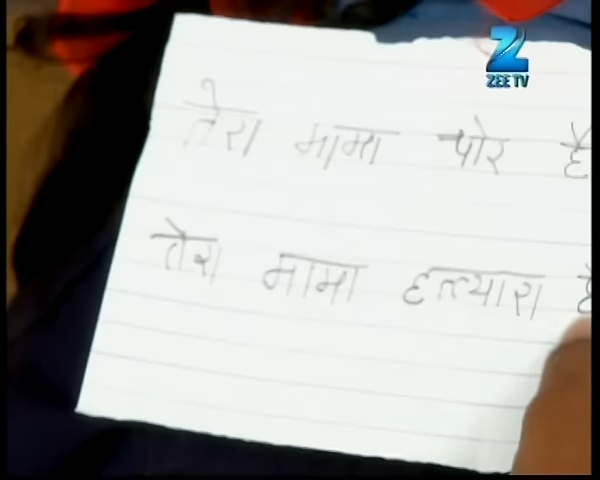 Z
ZEE TV
तेरा मामा चोर है
तेरा मामा हत्यारा है